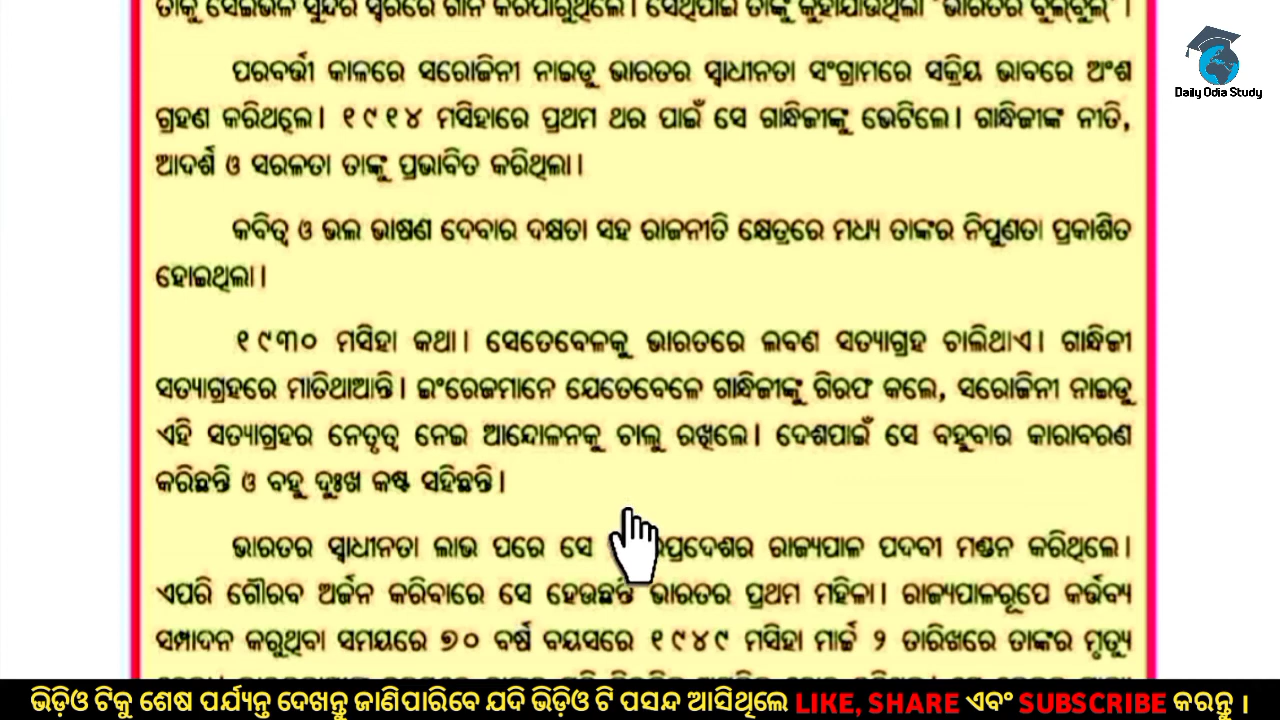 ତାକୁ ସେଇଭଳି ସୁନ୍ଦର ସ୍ୱରରେ ଗାନ କରିପାରୁଥିଲେ। ସେଥିପାଇଁ ତାଙ୍କୁ କୁହାଯାଉଥିଲା "ଭାରତର ବୁଲ୍‌ବୁଲ୍"।
ପରବର୍ତ୍ତୀ କାଳରେ ସରୋଜିନୀ ନାଇଡୁ ଭାରତର ସ୍ୱାଧୀନତା ସଂଗ୍ରାମରେ ସକ୍ରିୟ ଭାବରେ ଅଂଶ
ଗ୍ରହଣ କରିଥିଲେ। ୧୯୧୪ ମସିହାରେ ପ୍ରଥମ ଥର ପାଇଁ ସେ ଗାନ୍ଧିଜୀଙ୍କୁ ଭେଟିଲେ। ଗାନ୍ଧିଜୀଙ୍କ ନୀତି,
ଆଦର୍ଶ ଓ ସରଳତା ତାଙ୍କୁ ପ୍ରଭାବିତ କରିଥିଲା।
କବିତ୍ୱ ଓ ଭଲ ଭାଷଣ ଦେବାର ଦକ୍ଷତା ସହ ରାଜନୀତି କ୍ଷେତ୍ରରେ ମଧ୍ୟ ତାଙ୍କର ନିପୁଣତା ପ୍ରକାଶିତ
ହୋଇଥିଲା।
୧୯୩୦ ମସିହା କଥା। ସେତେବେଳକୁ ଭାରତରେ ଲବଣ ସତ୍ୟାଗ୍ରହ ଚାଲିଥାଏ। ଗାନ୍ଧିଜୀ
ସତ୍ୟାଗ୍ରହରେ ମାତିଥାଆନ୍ତି। ଇଂରେଜମାନେ ଯେତେବେଳେ ଗାନ୍ଧିଜୀଙ୍କୁ ଗିରଫ କଲେ, ସରୋଜିନୀ ନାଇଡୁ
ଏହି ସତ୍ୟାଗ୍ରହର ନେତୃତ୍ୱ ନେଇ ଆନ୍ଦୋଳନକୁ ଚାଲୁ ରଖିଲେ। ଦେଶପାଇଁ ସେ ବହୁବାର କାରାବରଣ
କରିଛନ୍ତି ଓ ବହୁ ଦୁଃଖ କଷ୍ଟ ସହିଛନ୍ତି।
ଭାରତର ସ୍ୱାଧୀନତା ଲାଭ ପରେ ସେ ରାଜ୍ୟପାଳ ପଦବୀ ମଣ୍ଡନ କରିଥିଲେ।
ଏପରି ଗୌରବ ଅର୍ଜନ କରିବାରେ ସେ ହେଉଛନ୍ତି ଭାରତର ପ୍ରଥମ ମହିଳା। ରାଜ୍ୟପାଳରୂପେ କର୍ତ୍ତବ୍ୟ
ସମ୍ପାଦନ କରୁଥିବା ସମୟରେ ୭୦ ବର୍ଷ ବୟସରେ ୧୯୪୯ ମସିହା ମାର୍ଚ୍ଚ ୨ ତାରିଖରେ ତାଙ୍କର ମୃତ୍ୟୁ
Daily Odia Study
ଭିଡ଼ିଓ ଟିକୁ ଶେଷ ପର୍ଯ୍ୟନ୍ତ ଦେଖନ୍ତୁ ଜାଣିପାରିବେ ଯଦି ଭିଡ଼ିଓ ଟି ପସନ୍ଦ ଆସିଥିଲେ LIKE, SHARE ଏବଂ SUBSCRIBE କରନ୍ତୁ ।